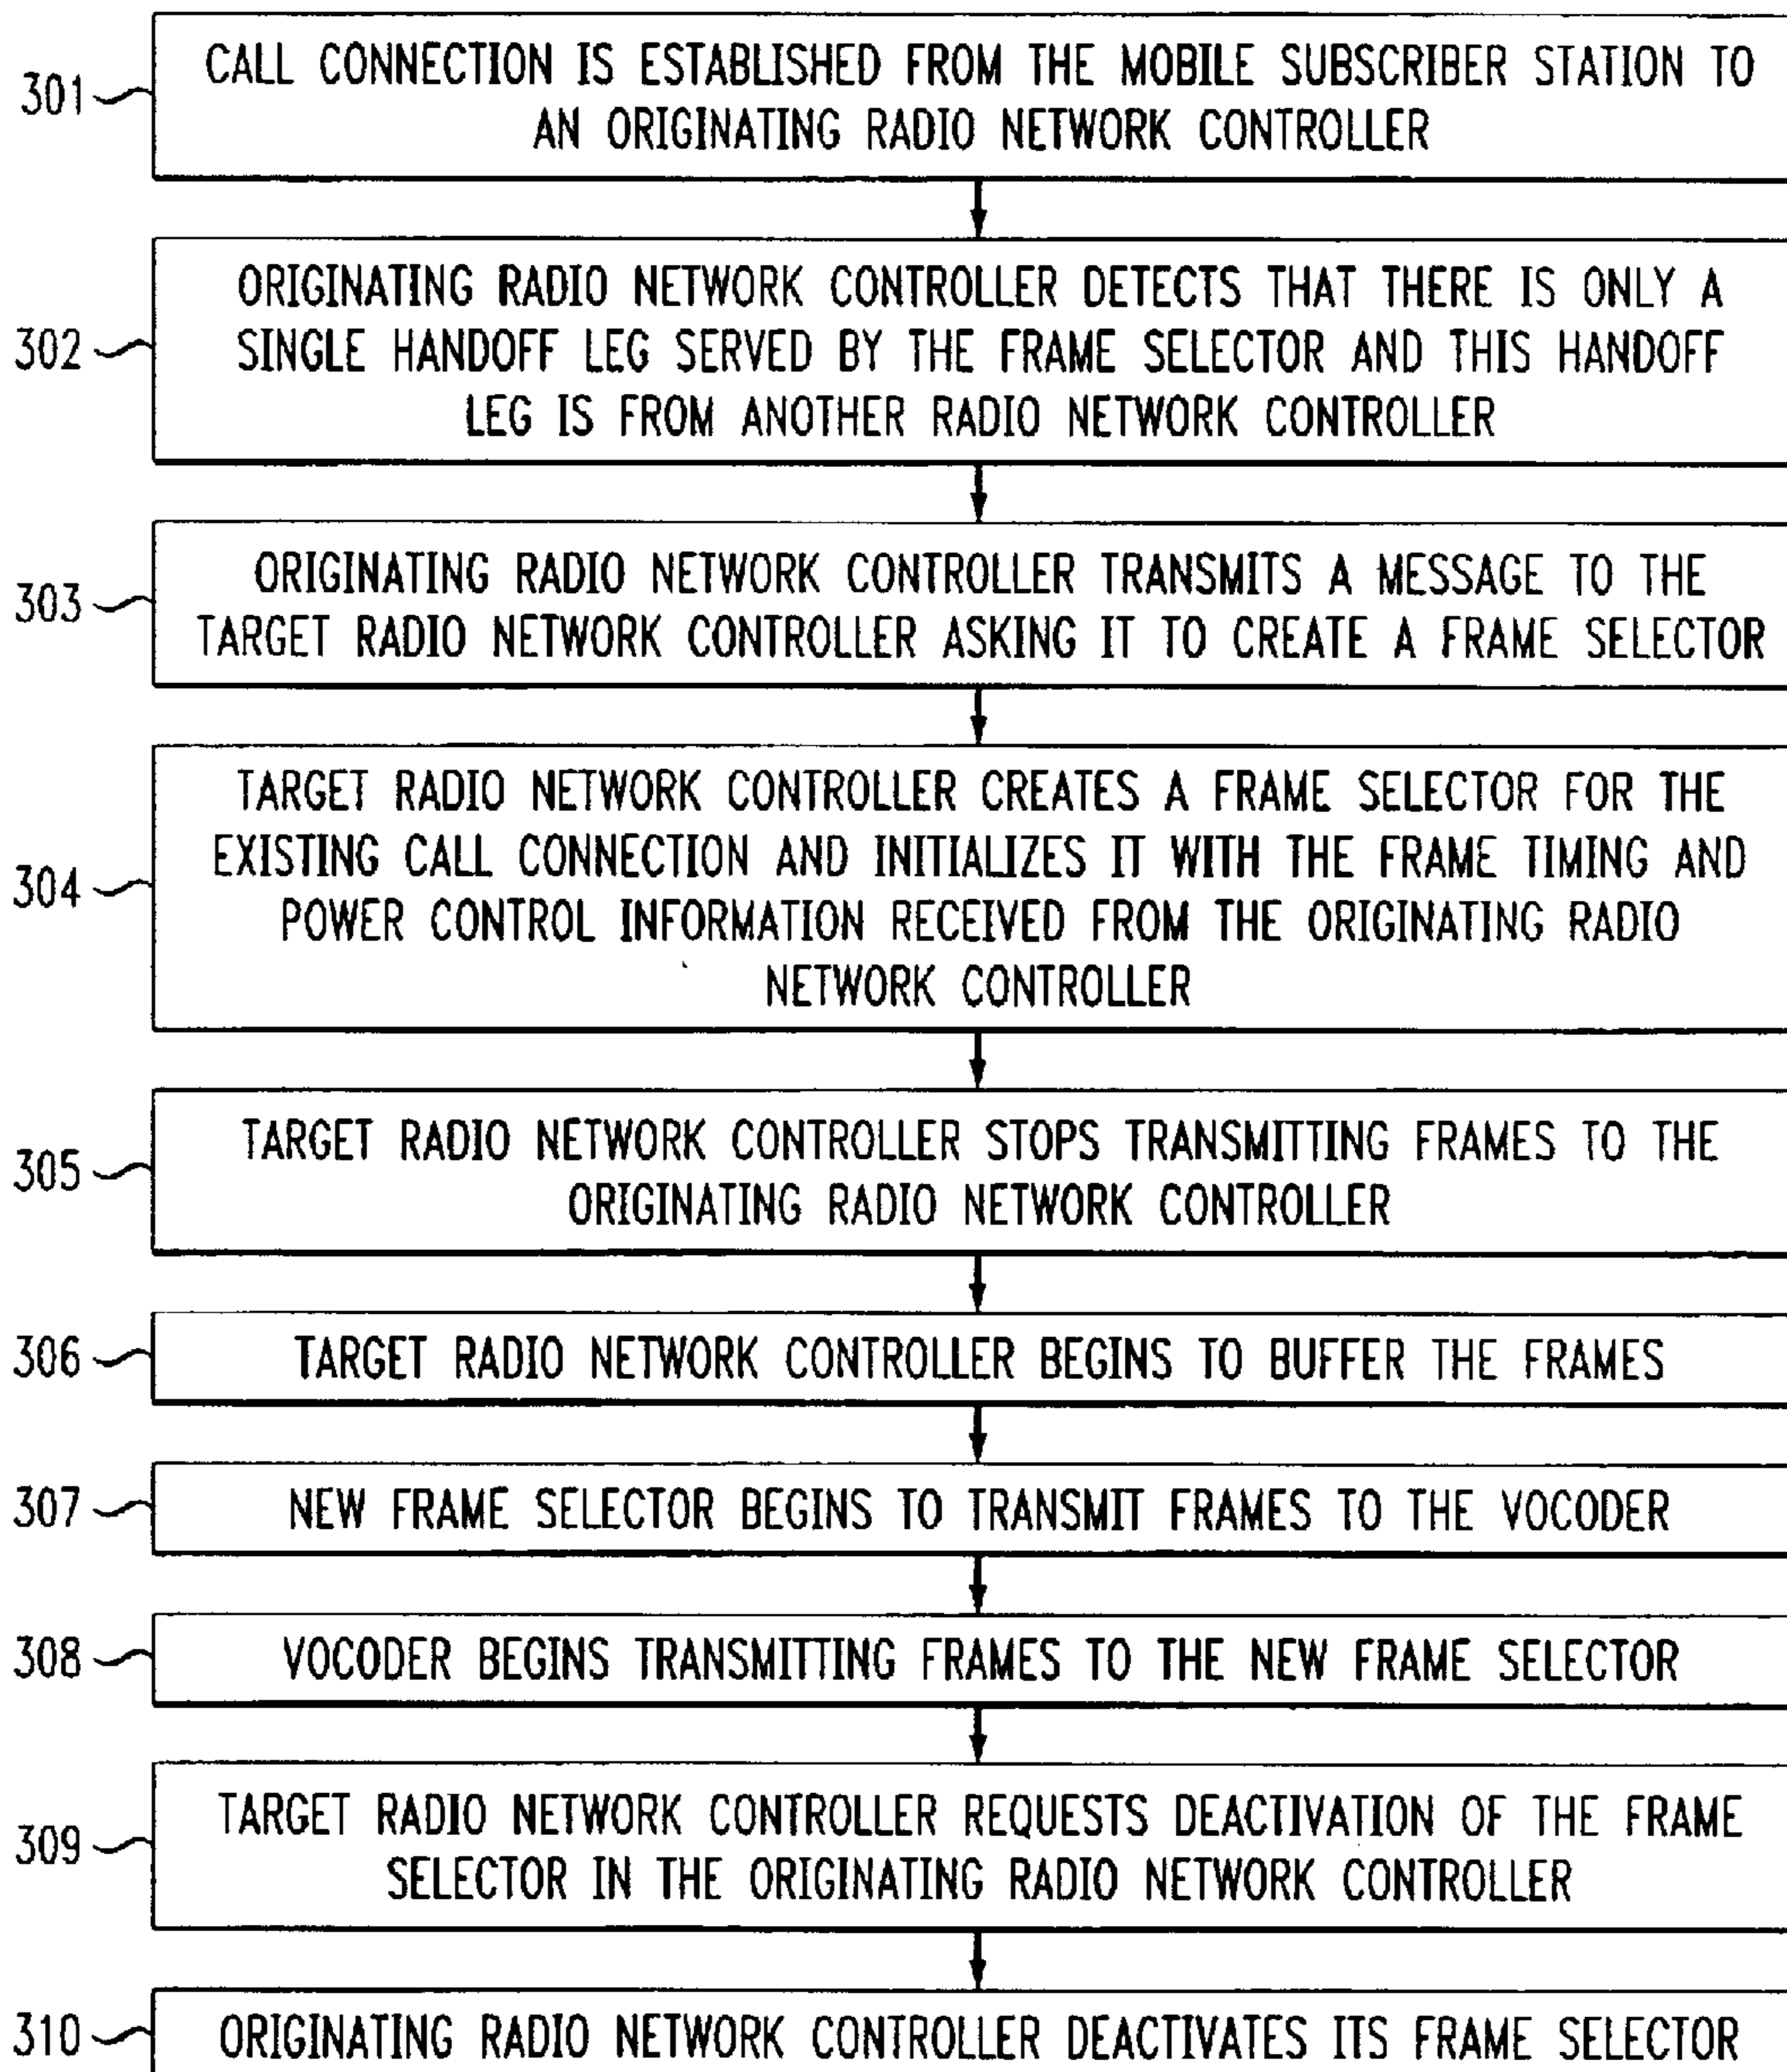 301
CALL CONNECTION IS ESTABLISHED FROM THE MOBILE SUBSCRIBER STATION TO
AN ORIGINATING RADIO NETWORK CONTROLLER
302
ORIGINATING RADIO NETWORK CONTROLLER DETECTS THAT THERE IS ONLY A
SINGLE HANDOFF LEG SERVED BY THE FRAME SELECTOR AND THIS HANDOFF
LEG IS FROM ANOTHER RADIO NETWORK CONTROLLER
303
ORIGINATING RADIO NETWORK CONTROLLER TRANSMITS A MESSAGE TO THE
TARGET RADIO NETWORK CONTROLLER ASKING IT TO CREATE A FRAME SELECTOR
304
TARGET RADIO NETWORK CONTROLLER CREATES A FRAME SELECTOR FOR THE
EXISTING CALL CONNECTION AND INITIALIZES IT WITH THE FRAME TIMING AND
POWER CONTROL INFORMATION RECEIVED FROM THE ORIGINATING RADIO
NETWORK CONTROLLER
305
TARGET RADIO NETWORK CONTROLLER STOPS TRANSMITTING FRAMES TO THE
ORIGINATING RADIO NETWORK CONTROLLER
306
TARGET RADIO NETWORK CONTROLLER BEGINS TO BUFFER THE FRAMES
307
NEW FRAME SELECTOR BEGINS TO TRANSMIT FRAMES TO THE VOCODER
308
VOCODER BEGINS TRANSMITTING FRAMES TO THE NEW FRAME SELECTOR
309
TARGET RADIO NETWORK CONTROLLER REQUESTS DEACTIVATION OF THE FRAME
SELECTOR IN THE ORIGINATING RADIO NETWORK CONTROLLER
310
ORIGINATING RADIO NETWORK CONTROLLER DEACTIVATES ITS FRAME SELECTOR